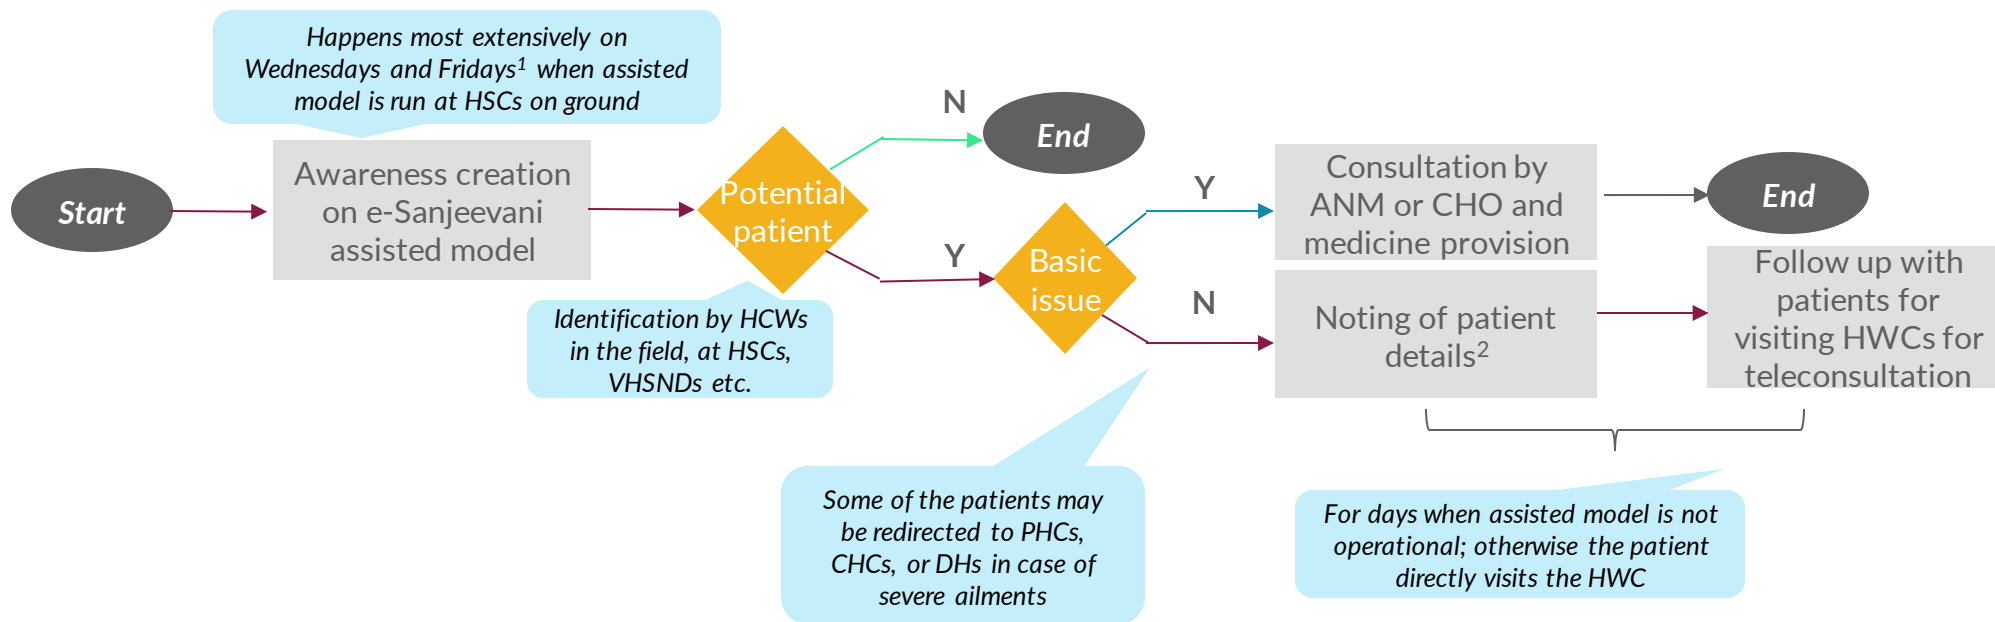 Happens most extensively on
Wednesdays and Fridays¹ when assisted
model is run at HSCs on ground
Start
Awareness creation
on e-Sanjeevani
assisted model
Potential
patient
N
End
Y
Identification by HCWs
in the field, at HSCs,
VHSNDs etc.
Basic
issue
Y
Consultation by
ANM or CHO and
medicine provision
End
N
Noting of patient
details²
Follow up with
patients for
visiting HWCs for
teleconsultation
Some of the patients may
be redirected to PHCs,
CHCs, or DHs in case of
severe ailments
For days when assisted model is not
operational; otherwise the patient
directly visits the HWC